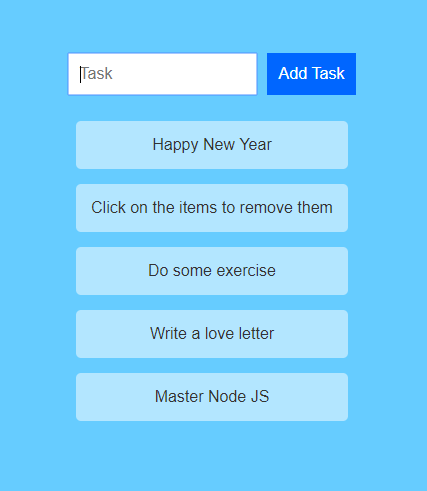 Task
Add Task
Happy New Year
Click on the items to remove them
Do some exercise
Write a love letter
Master Node JS